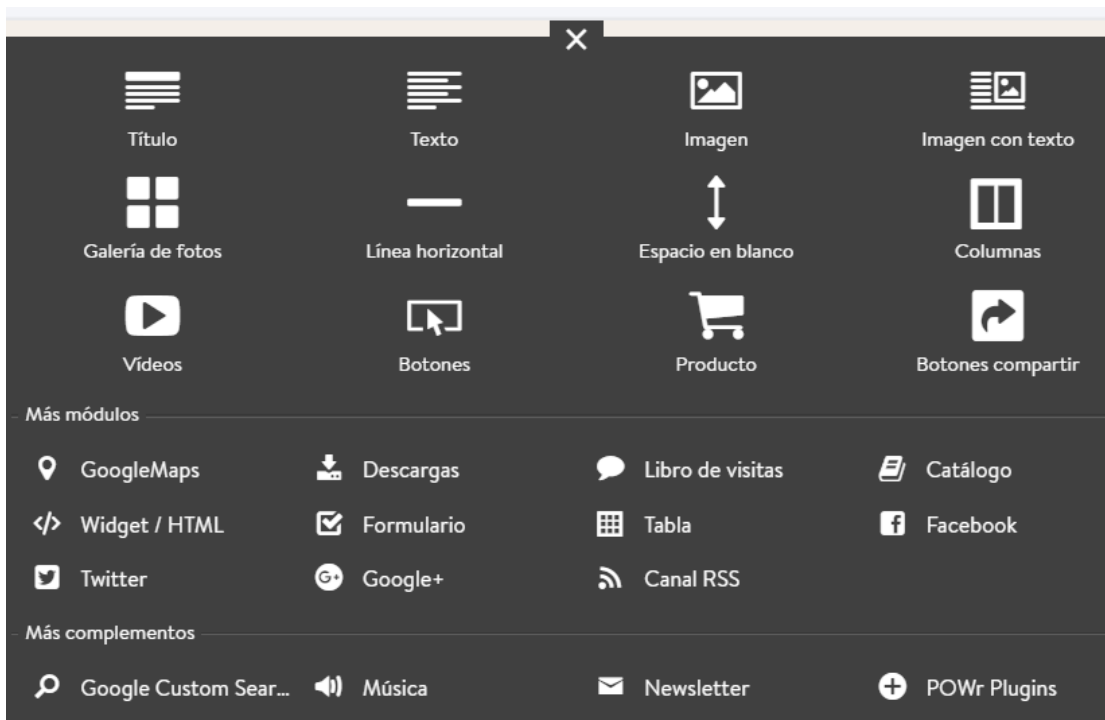 Título
Texto
Imagen
Imagen con texto
Galería de fotos
Línea horizontal
Espacio en blanco
Columnas
Vídeos
Botones
Producto
Botones compartir
Más módulos
GoogleMaps
Descargas
Libro de visitas
Catálogo
Widget / HTML
Formulario
Tabla
Facebook
Twitter
Google+
Canal RSS
Más complementos
Google Custom Sear...
Música
Newsletter
POWr Plugins